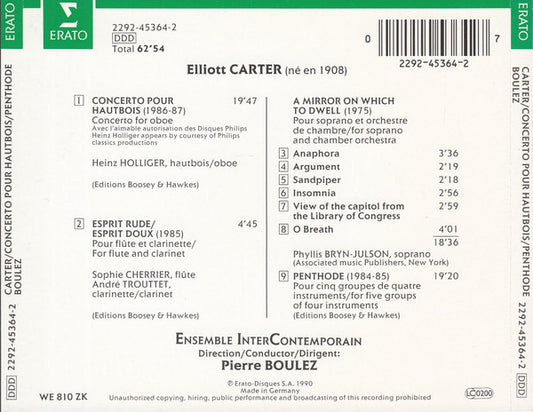 ERATO
CARTER/CONCERTO POUR HAUTBOIS/PENTHODE
BOULEZ
2292-45364-2
DDD
ERATO
2292-45364-2
DDD
Total 62'54
0
7
2292-45364-2
Elliott CARTER (né en 1908)
1 CONCERTO POUR 19'47
HAUTBOIS (1986-87)
Concerto for oboe
Avec l'aimable autorisation des Disques Philips
Heinz Holliger appears by courtesy of Philips
classics productions
Heinz HOLLIGER, hautbois/oboe
(Editions Boosey & Hawkes)
2 ESPRIT RUDE/ 4'45
ESPRIT DOUX (1985)
Pour flûte et clarinette/
For flute and clarinet
Sophie CHERRIER, flûte
André TROUTTET,
clarinette/clarinet
(Editions Boosey & Hawkes)
A MIRROR ON WHICH
TO DWELL (1975)
Pour soprano et orchestre
de chambre/for soprano
and chamber orchestra
3 Anaphora 3'36
4 Argument 2'19
5 Sandpiper 2'18
6 Insomnia 2'56
7 View of the capitol from 2'59
the Library of Congress
8 O Breath 4'01
18'36
Phyllis BRYN-JULSON, soprano
(Associated music Publishers, New York)
9 PENTHODE (1984-85) 19'20
Pour cinq groupes de quatre
instruments/for five groups
of four instruments
(Editions Boosey & Hawkes)
ENSEMBLE INTERCONTEMPORAIN
Direction/Conductor/Dirigent:
Pierre BOULEZ
℗ Erato-Disques S.A. 1990
Made in Germany
WE 810 ZK
Unauthorized copying, hiring, public performance and broadcasting of this recording prohibited
LC 0200
ERATO
CARTER/CONCERTO POUR HAUTBOIS/PENTHODE
BOULEZ
2292-45364-2
DDD